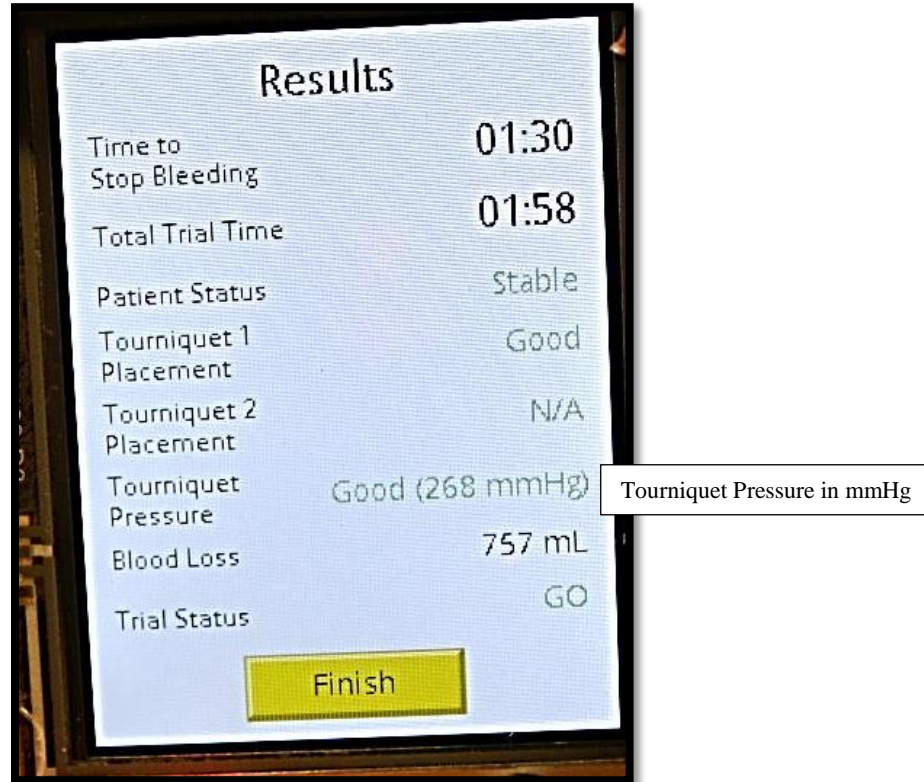 Results
Time to
Stop Bleeding
01:30
Total Trial Time
01:58
Patient Status
Stable
Tourniquet 1
Placement
Good
Tourniquet 2
Placement
N/A
Tourniquet
Pressure
Good (268 mmHg)
Tourniquet Pressure in mmHg
Blood Loss
757 mL
Trial Status
GO
Finish